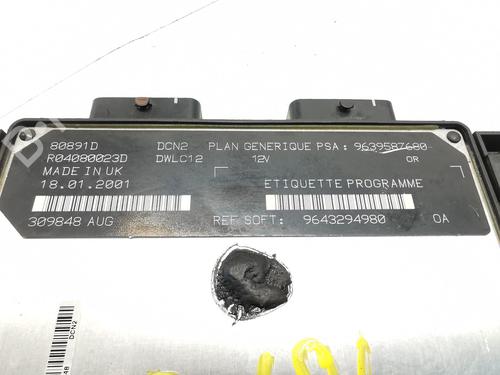 80891D DCN2 PLAN GENERIQUE PSA: 9639587680
R04080023D DWLC12 12V OR
MADE IN UK
18.01.2001 ETIQUETTE PROGRAMME
309848 AUG REF SOFT: 9643294980 0A
DCN2